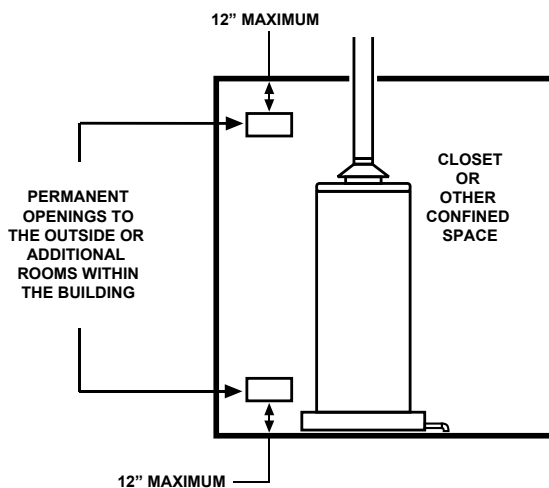 12” MAXIMUM
PERMANENT
OPENINGS TO
THE OUTSIDE OR
ADDITIONAL
ROOMS WITHIN
THE BUILDING
CLOSET
OR
OTHER
CONFINED
SPACE
12” MAXIMUM